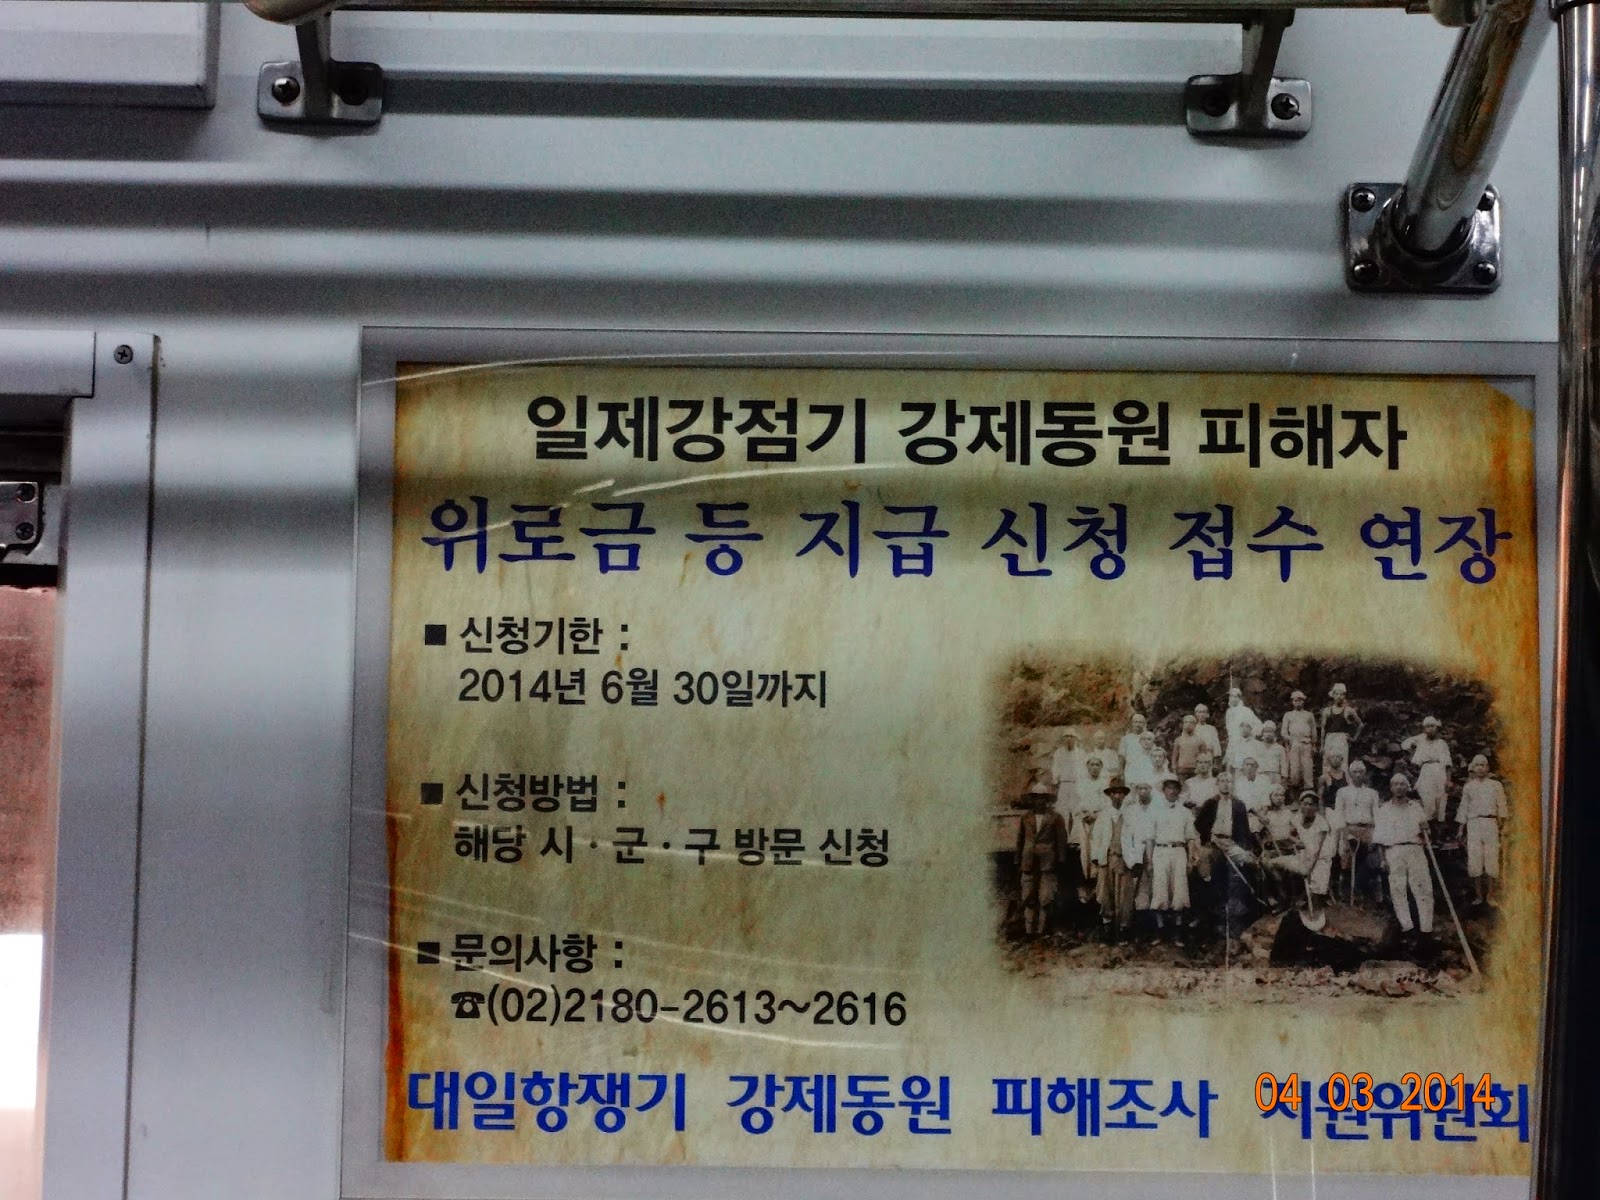 일제강점기 강제동원 피해자
위로금 등 지급 신청 접수 연장
■ 신청기한 :
2014년 6월 30일까지
■ 신청방법 :
해당 시 · 군 · 구 방문 신청
■ 문의사항 :
☎(02)2180-2613~2616
대일항쟁기 강제동원 피해조사 지원위원회
04 03 2014